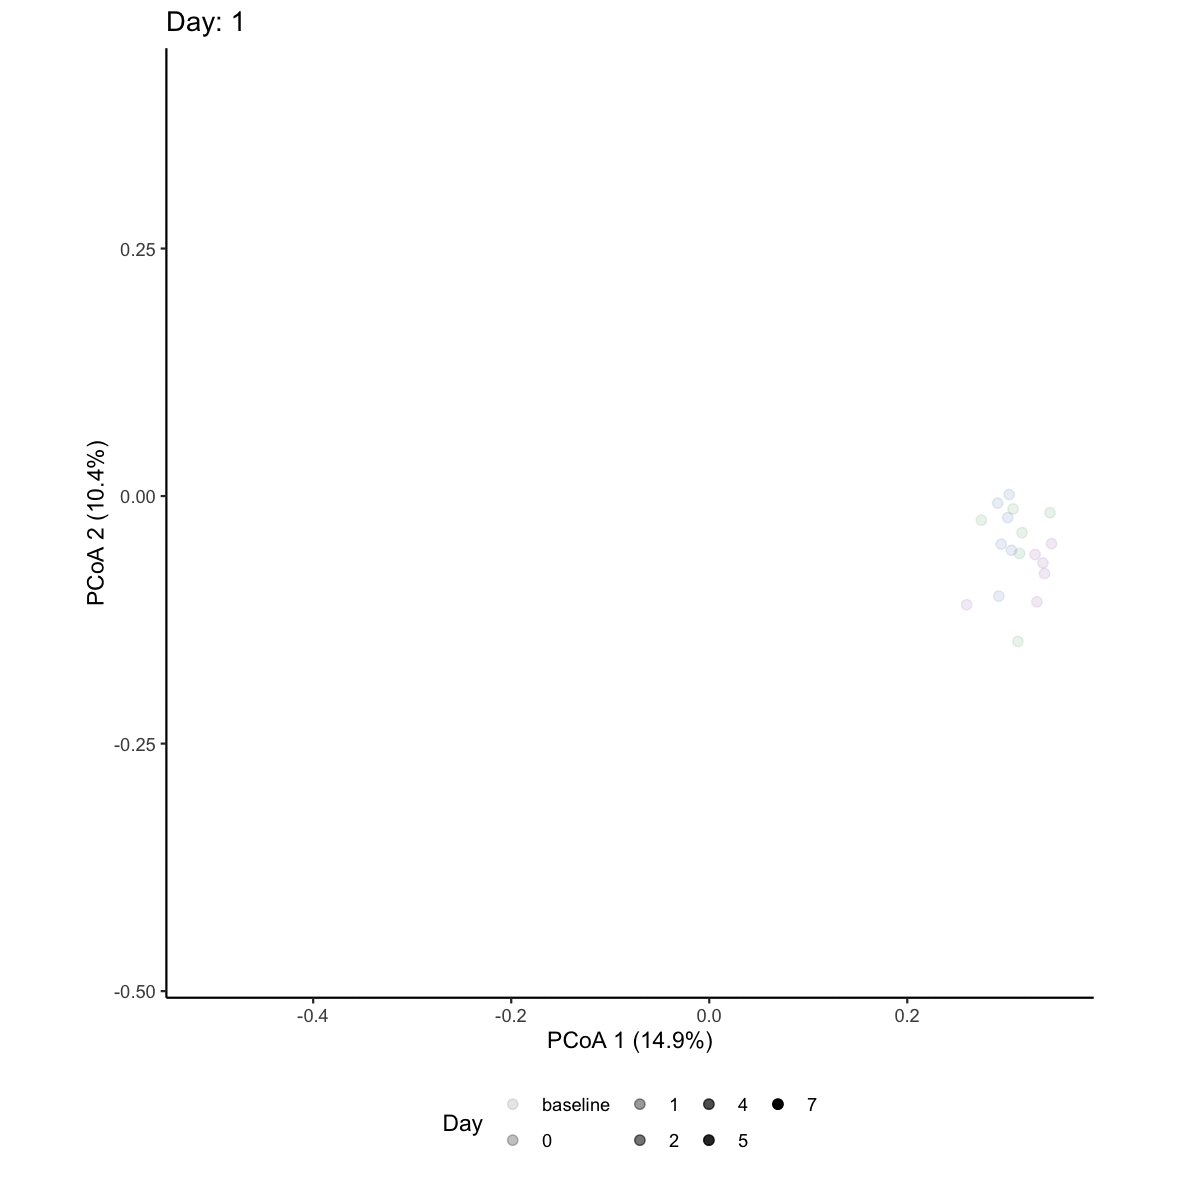 Day: 1
PCoA 2 (10.4%)
0.25
0.00
-0.25
-0.50
-0.4 -0.2 0.0 0.2
PCoA 1 (14.9%)
Day
baseline 1 4 7
0 2 5